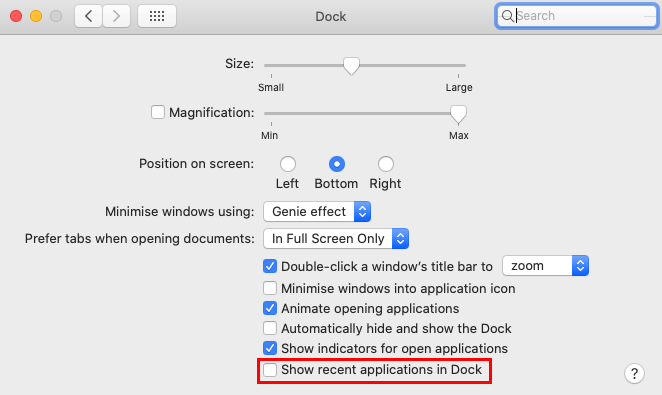 Dock
Search
Size:
Small Large
Magnification:
Min Max
Position on screen:
Left Bottom Right
Minimise windows using: Genie effect
Prefer tabs when opening documents: In Full Screen Only
Double-click a window's title bar to zoom
Minimise windows into application icon
Animate opening applications
Automatically hide and show the Dock
Show indicators for open applications
Show recent applications in Dock
?